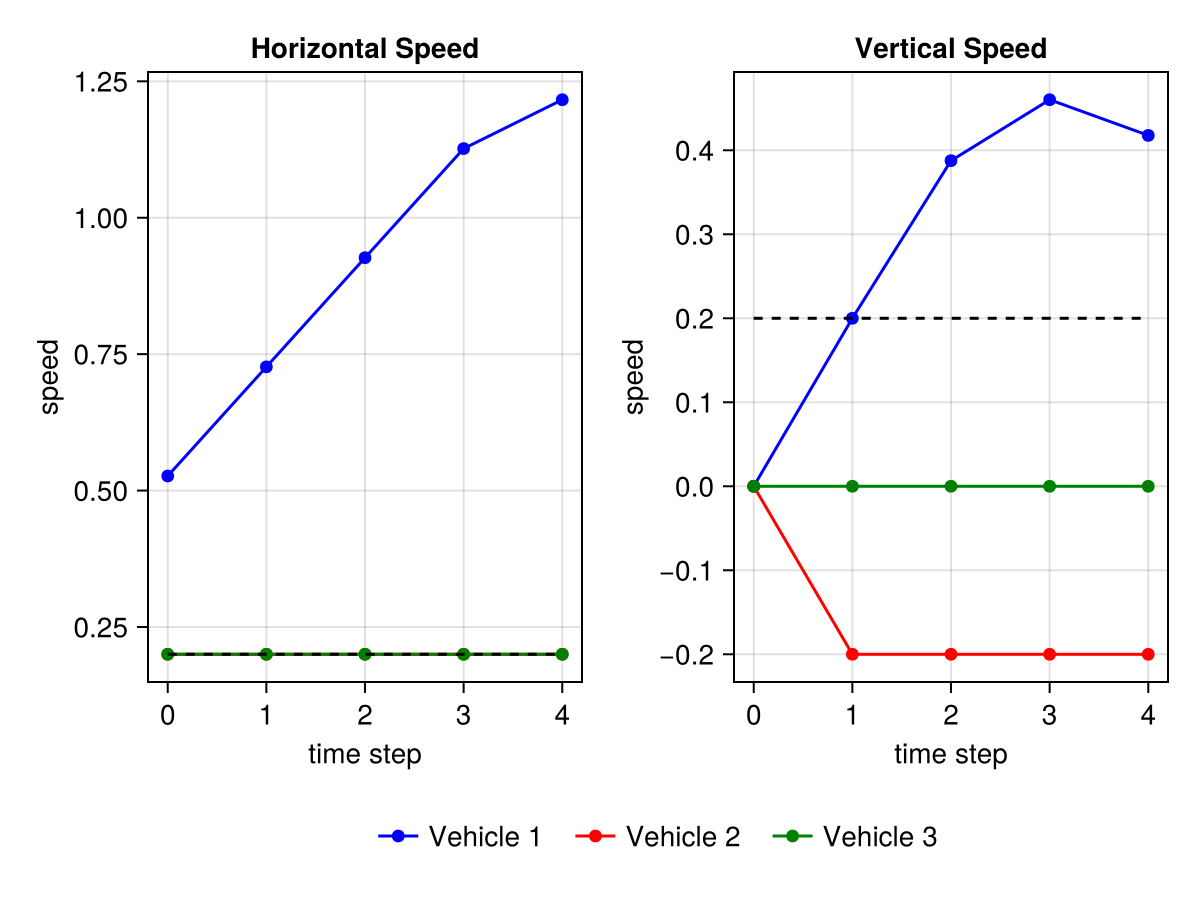 Horizontal Speed
1.25
1.00
0.75
0.50
0.25
speed
0 1 2 3 4
time step
Vertical Speed
0.4
0.3
0.2
0.1
0.0
−0.1
−0.2
speed
0 1 2 3 4
time step
Vehicle 1 Vehicle 2 Vehicle 3